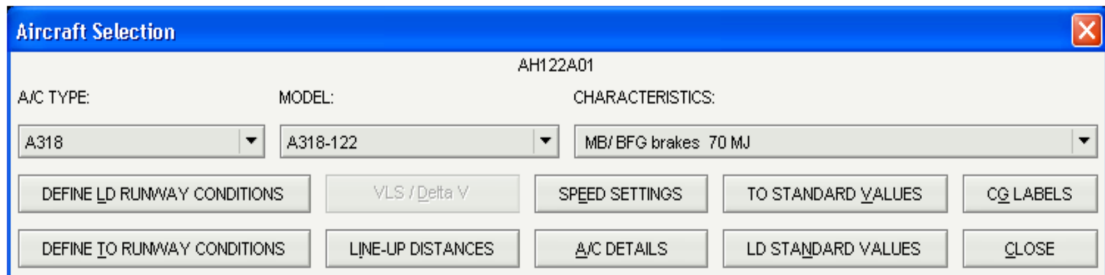 Aircraft Selection
AH122A01
A/C TYPE: MODEL: CHARACTERISTICS:
A318 A318-122 MB/ BFG brakes 70 MJ
DEFINE LD RUNWAY CONDITIONS VLS / Delta V SPEED SETTINGS TO STANDARD VALUES CG LABELS
DEFINE TO RUNWAY CONDITIONS LINE-UP DISTANCES A/C DETAILS LD STANDARD VALUES CLOSE